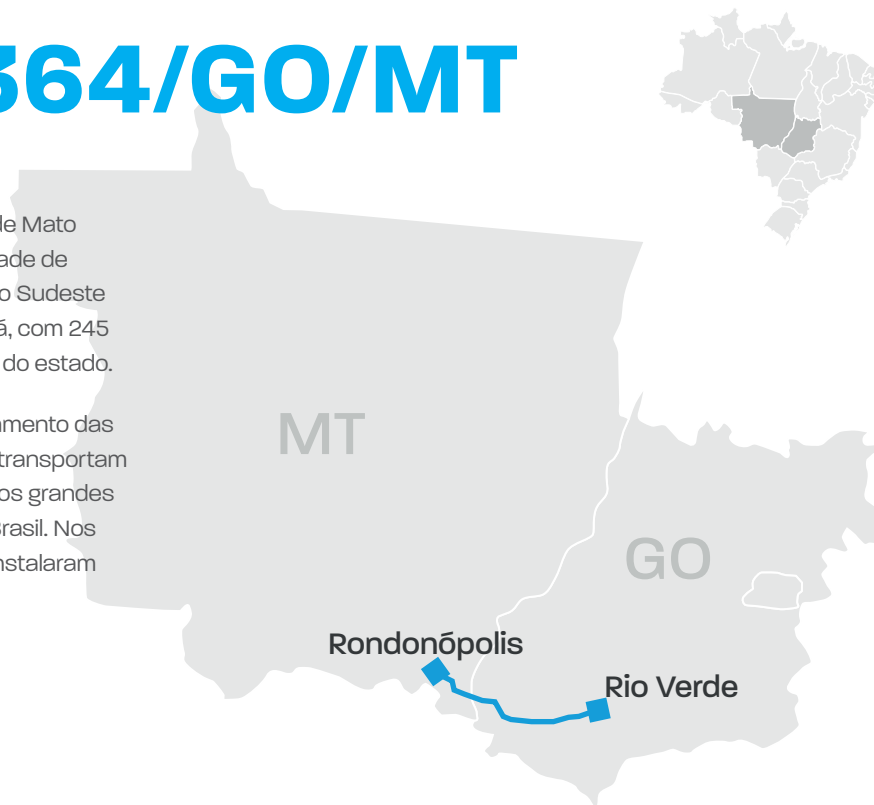 364/GO/MT
de Mato
ade de
o Sudeste
á, com 245
do estado.
amento das
transportam
os grandes
Brasil. Nos
nstalaram
MT
GO
Rondonópolis
Rio Verde